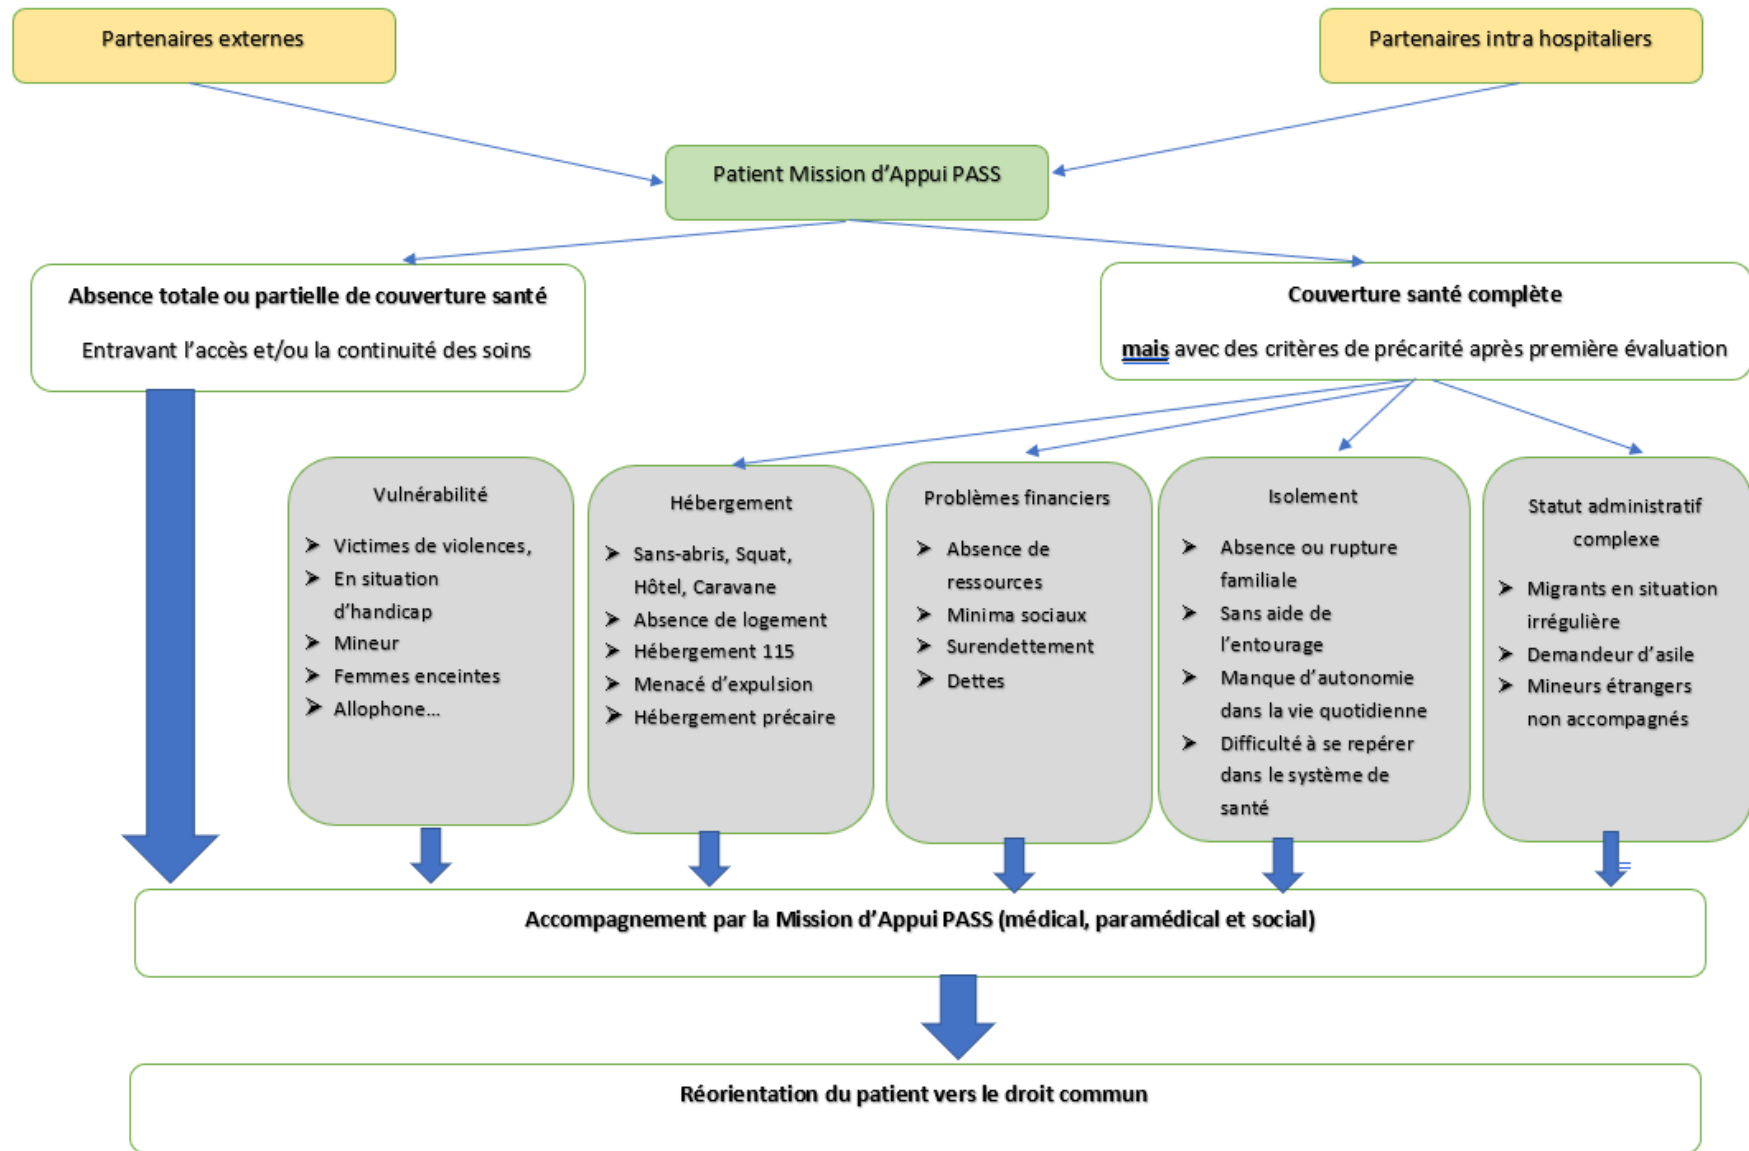 Partenaires externes
Partenaires intra hospitaliers
Patient Mission d'Appui PASS
Absence totale ou partielle de couverture santé
Entravant l'accès et/ou la continuité des soins
Couverture santé complète
mais avec des critères de précarité après première évaluation
Vulnérabilité
➤ Victimes de violences,
➤ En situation
d'handicap
➤ Mineur
➤ Femmes enceintes
➤ Allophone…
Hébergement
➤ Sans-abris, Squat,
Hôtel, Caravane
➤ Absence de logement
➤ Hébergement 115
➤ Menacé d'expulsion
➤ Hébergement précaire
Problèmes financiers
➤ Absence de
ressources
➤ Minima sociaux
➤ Surendettement
➤ Dettes
Isolement
➤ Absence ou rupture
familiale
➤ Sans aide de
l'entourage
➤ Manque d'autonomie
dans la vie quotidienne
➤ Difficulté à se repérer
dans le système de
santé
Statut administratif
complexe
➤ Migrants en situation
irrégulière
➤ Demandeur d'asile
➤ Mineurs étrangers
non accompagnés
Accompagnement par la Mission d'Appui PASS (médical, paramédical et social)
Réorientation du patient vers le droit commun